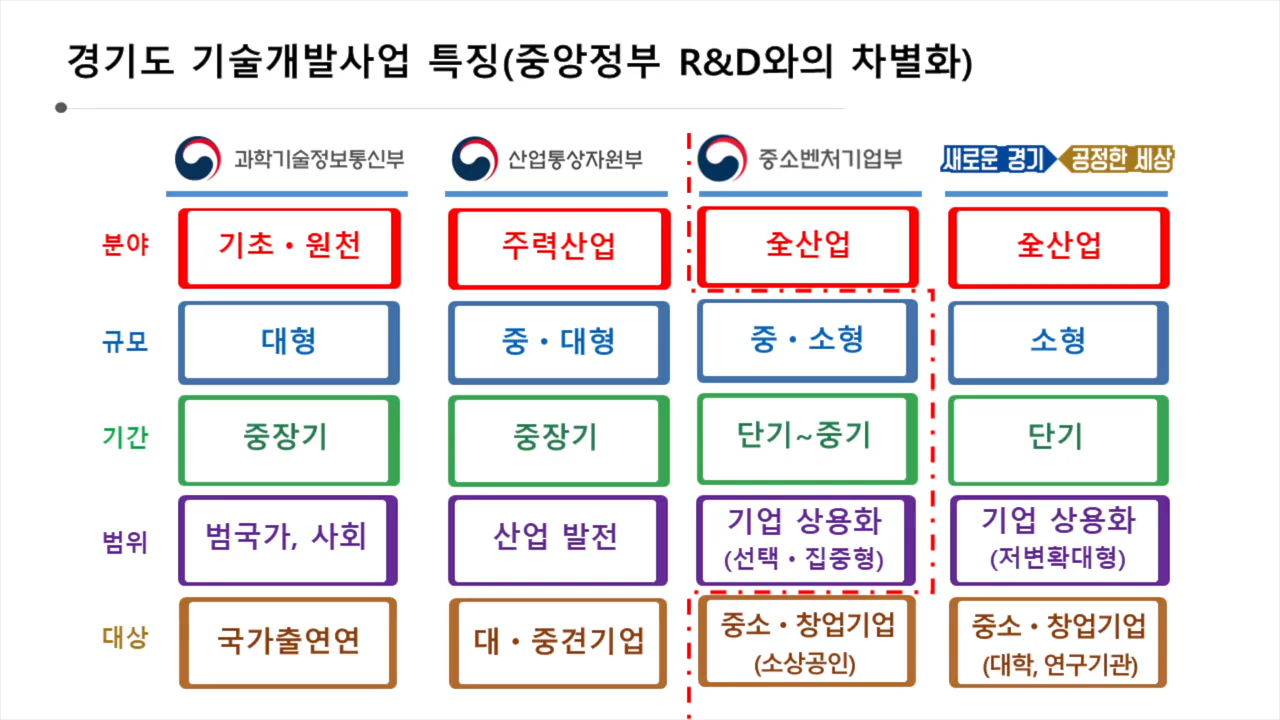 경기도 기술개발사업 특징(중앙정부 R&D와의 차별화)
과학기술정보통신부 산업통상자원부 중소벤처기업부 새로운 경기 공정한 세상
분야 기초·원천 주력산업 全산업 全산업
규모 대형 중·대형 중·소형 소형
기간 중장기 중장기 단기~중기 단기
범위 범국가, 사회 산업 발전 기업 상용화 기업 상용화
(선택·집중형) (저변확대형)
대상 국가출연연 대·중견기업 중소·창업기업 중소·창업기업
(소상공인) (대학, 연구기관)